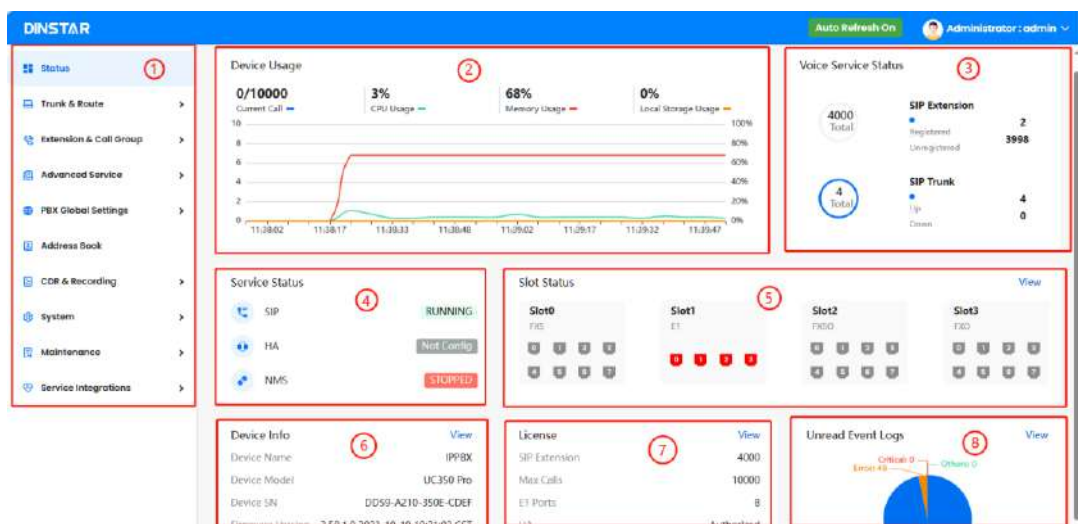 DINSTAR
Auto Refresh On
Administrator : admin
1
Status
Trunk & Route
Extension & Call Group
Advanced Service
PBX Global Settings
Address Book
CDR & Recording
System
Maintenance
Service Integrations
Device Usage
2
0/10000
Current Call
3%
CPU Usage
68%
Memory Usage
0%
Local Storage Usage
10
8
6
4
2
0
100%
80%
60%
40%
20%
0%
11:38:02 11:38:17 11:38:33 11:38:48 11:39:02 11:39:17 11:39:32 11:39:47
Voice Service Status
3
4000
Total
SIP Extension
Registered 2
Unregistered 3998
4
Total
SIP Trunk
Up 4
Down 0
Service Status
4
SIP RUNNING
HA Not Config
NMS STOPPED
Slot Status
5
View
Slot0
FXS
0 1 2 3
4 5 6 7
Slot1
E1
0 1 2 3
Slot2
FXSO
0 1 2 3
4 5 6 7
Slot3
FXO
0 1 2 3
4 5 6 7
Device Info
6
View
Device Name IPPBX
Device Model UC350 Pro
Device SN DD59-A210-350E-CDEF
License
7
View
SIP Extension 4000
Max Calls 10000
E1 Ports 8
Unread Event Logs
8
View
Critical: 0
Others: 0